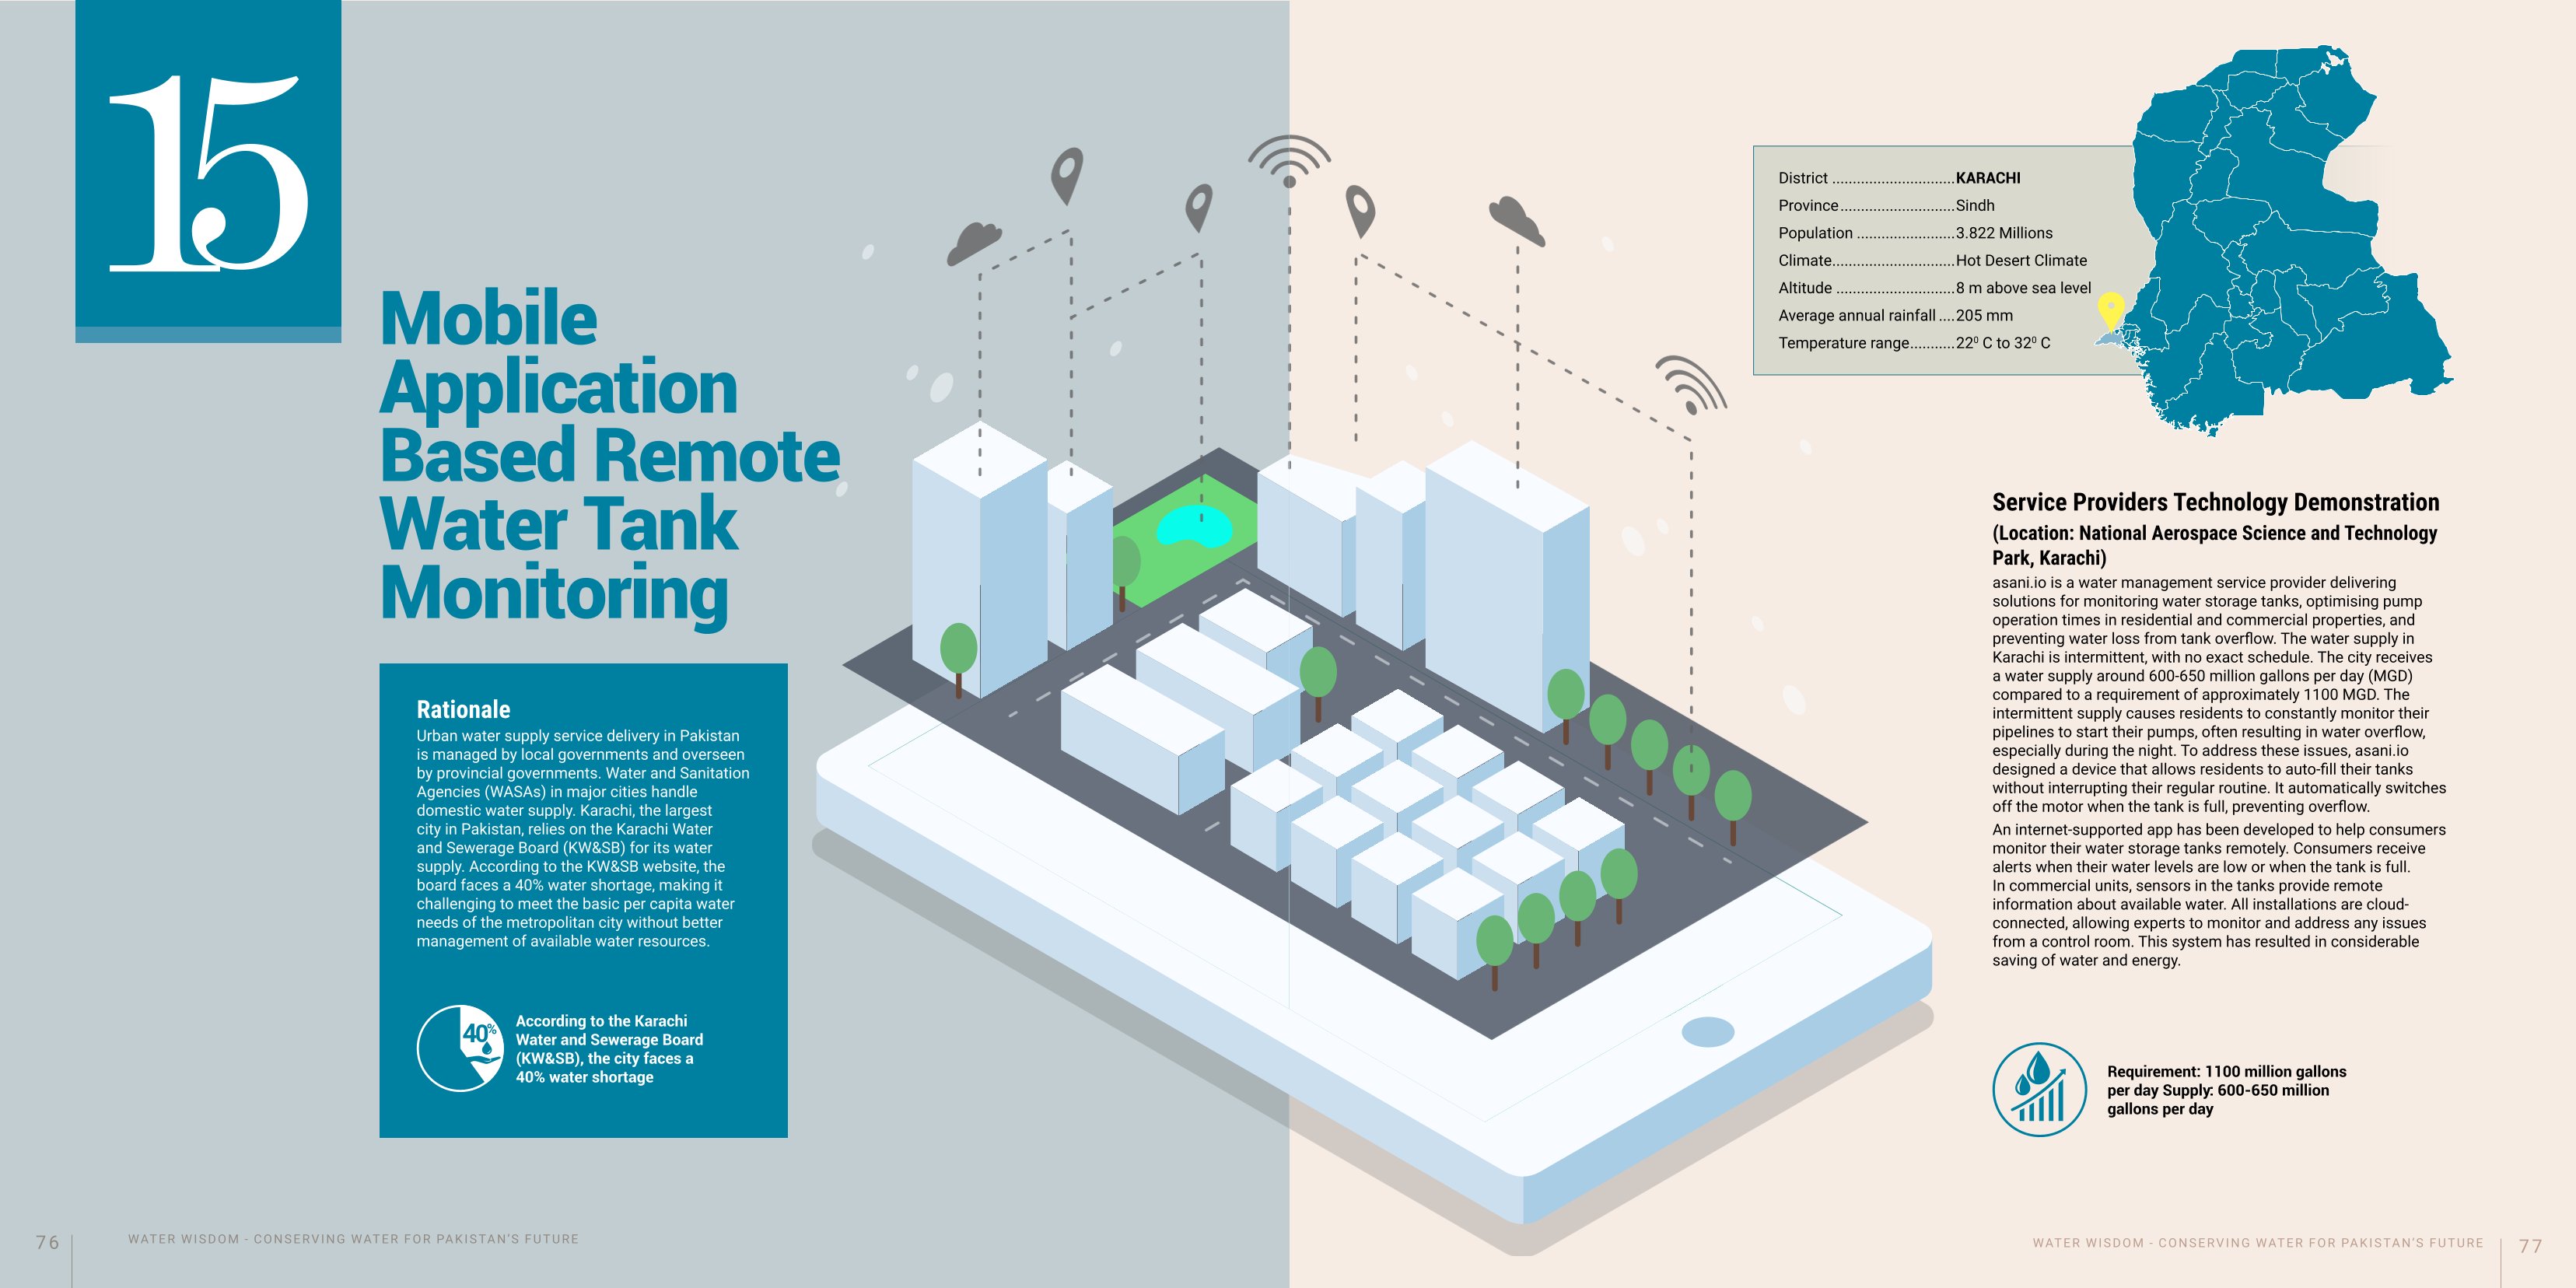 15
Mobile
Application
Based Remote
Water Tank
Monitoring
Rationale
Urban water supply service delivery in Pakistan
is managed by local governments and overseen
by provincial governments. Water and Sanitation
Agencies (WASAs) in major cities handle
domestic water supply. Karachi, the largest
city in Pakistan, relies on the Karachi Water
and Sewerage Board (KW&SB) for its water
supply. According to the KW&SB website, the
board faces a 40% water shortage, making it
challenging to meet the basic per capita water
needs of the metropolitan city without better
management of available water resources.
40%
According to the Karachi
Water and Sewerage Board
(KW&SB), the city faces a
40% water shortage
76
WATER WISDOM - CONSERVING WATER FOR PAKISTAN'S FUTURE
District .............................KARACHI
Province............................Sindh
Population ........................3.822 Millions
Climate..............................Hot Desert Climate
Altitude .............................8 m above sea level
Average annual rainfall ....205 mm
Temperature range...........22⁰ C to 32⁰ C
Service Providers Technology Demonstration
(Location: National Aerospace Science and Technology
Park, Karachi)
asani.io is a water management service provider delivering
solutions for monitoring water storage tanks, optimising pump
operation times in residential and commercial properties, and
preventing water loss from tank overflow. The water supply in
Karachi is intermittent, with no exact schedule. The city receives
a water supply around 600-650 million gallons per day (MGD)
compared to a requirement of approximately 1100 MGD. The
intermittent supply causes residents to constantly monitor their
pipelines to start their pumps, often resulting in water overflow,
especially during the night. To address these issues, asani.io
designed a device that allows residents to auto-fill their tanks
without interrupting their regular routine. It automatically switches
off the motor when the tank is full, preventing overflow.
An internet-supported app has been developed to help consumers
monitor their water storage tanks remotely. Consumers receive
alerts when their water levels are low or when the tank is full.
In commercial units, sensors in the tanks provide remote
information about available water. All installations are cloud-
connected, allowing experts to monitor and address any issues
from a control room. This system has resulted in considerable
saving of water and energy.
Requirement: 1100 million gallons
per day Supply: 600-650 million
gallons per day
WATER WISDOM - CONSERVING WATER FOR PAKISTAN'S FUTURE
77